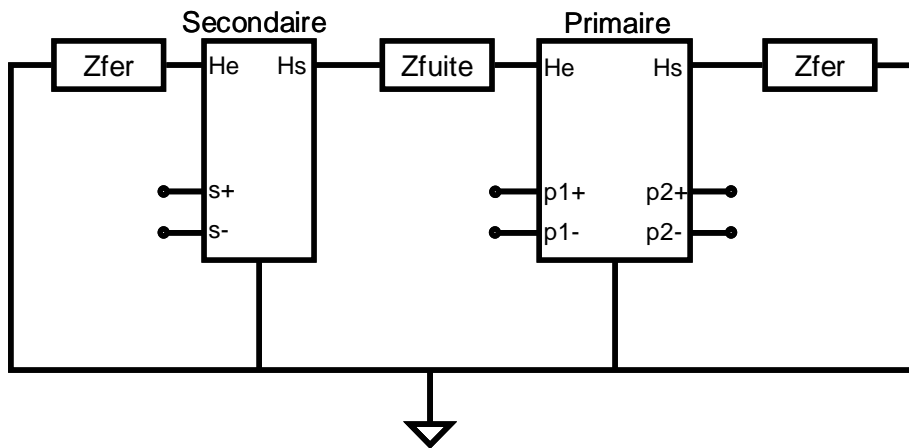 Secondaire
Primaire
Zfer
He
Hs
Zfuite
He
Hs
Zfer
s+
p1+
p2+
s-
p1-
p2-